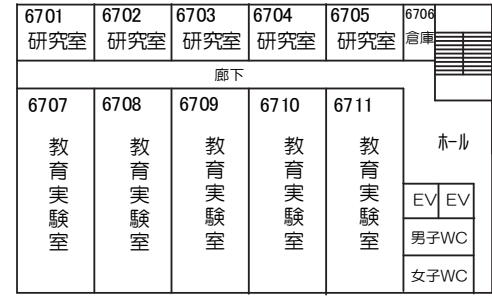 6701 6702 6703 6704 6705 6706
研究室 研究室 研究室 研究室 研究室 倉庫
廊下
6707 6708 6709 6710 6711
教育実験室 教育実験室 教育実験室 教育実験室 教育実験室
ホール
EV EV
男子WC
女子WC